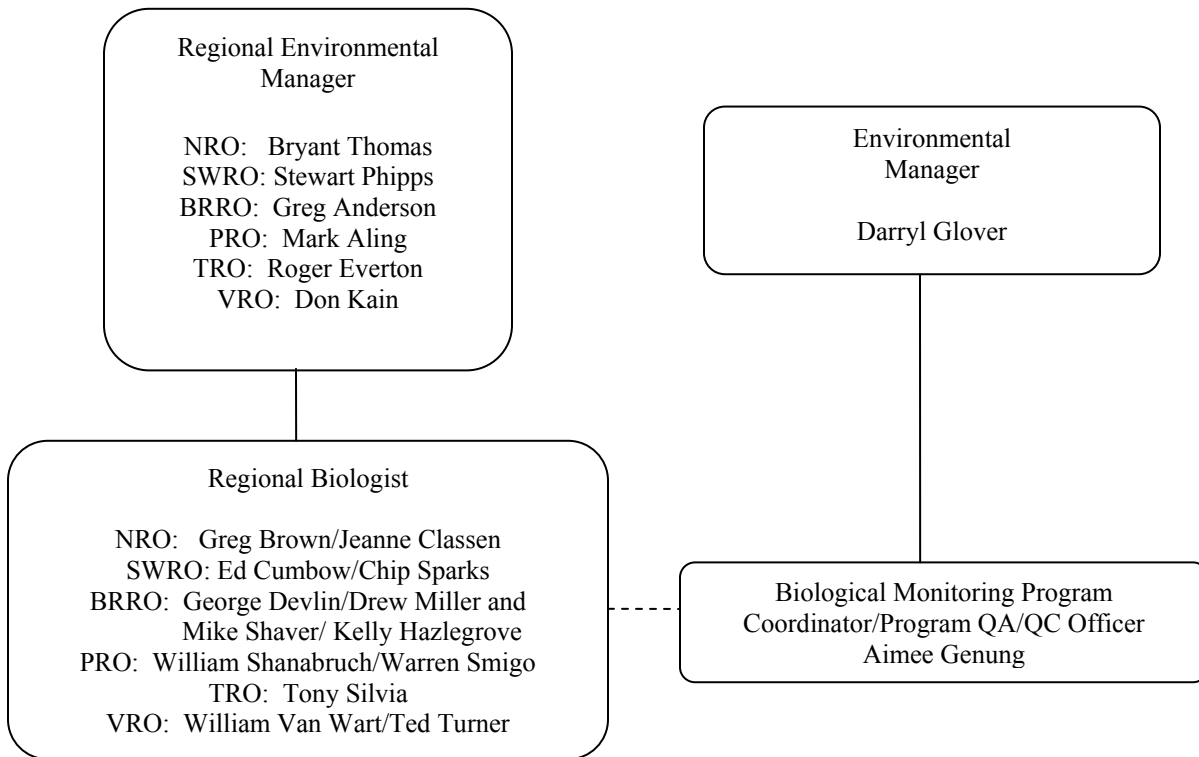 Regional Environmental
Manager
NRO: Bryant Thomas
SWRO: Stewart Phipps
BRRO: Greg Anderson
PRO: Mark Aling
TRO: Roger Everton
VRO: Don Kain
Environmental
Manager
Darryl Glover
Regional Biologist
NRO: Greg Brown/Jeanne Classen
SWRO: Ed Cumbow/Chip Sparks
BRRO: George Devlin/Drew Miller and
Mike Shaver/ Kelly Hazlegrove
PRO: William Shanabruch/Warren Smigo
TRO: Tony Silvia
VRO: William Van Wart/Ted Turner
Biological Monitoring Program
Coordinator/Program QA/QC Officer
Aimee Genung